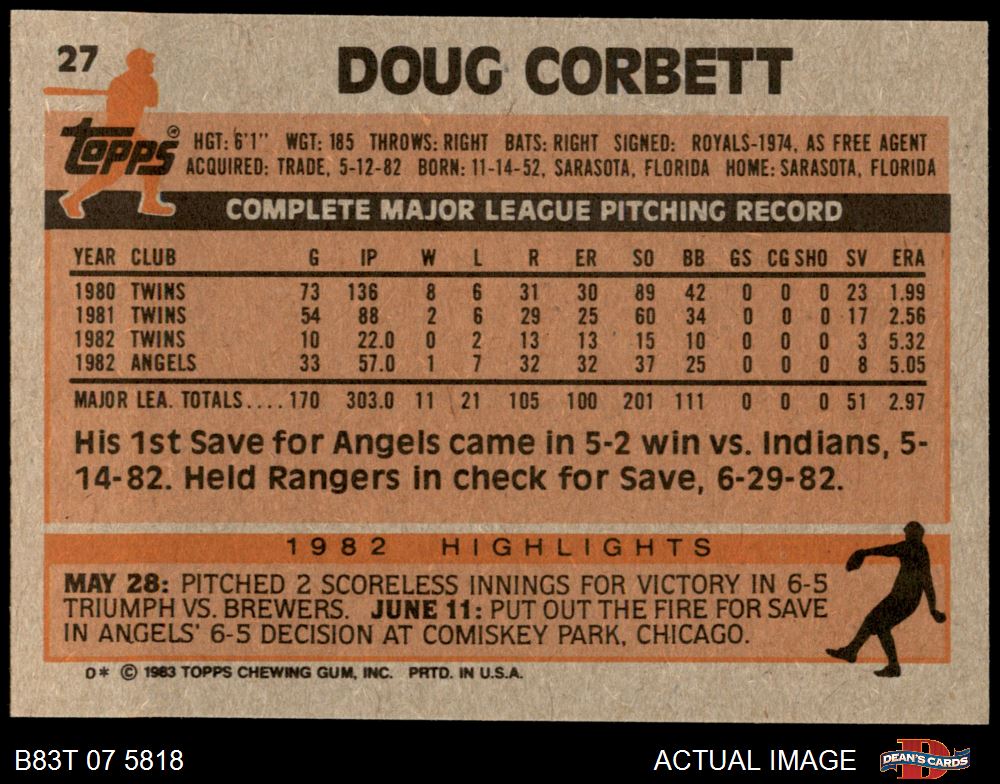 27
DOUG CORBETT
Topps® HGT: 6'1" WGT: 185 THROWS: RIGHT BATS: RIGHT SIGNED: ROYALS-1974, AS FREE AGENT
ACQUIRED: TRADE, 5-12-82 BORN: 11-14-52, SARASOTA, FLORIDA HOME: SARASOTA, FLORIDA
COMPLETE MAJOR LEAGUE PITCHING RECORD
YEAR CLUB G IP W L R ER SO BB GS CG SHO SV ERA
1980 TWINS 73 136 8 6 31 30 89 42 0 0 0 23 1.99
1981 TWINS 54 88 2 6 29 25 60 34 0 0 0 17 2.56
1982 TWINS 10 22.0 0 2 13 13 15 10 0 0 0 3 5.32
1982 ANGELS 33 57.0 1 7 32 32 37 25 0 0 0 8 5.05
MAJOR LEA. TOTALS.... 170 303.0 11 21 105 100 201 111 0 0 0 51 2.97
His 1st Save for Angels came in 5-2 win vs. Indians, 5-
14-82. Held Rangers in check for Save, 6-29-82.
1982 HIGHLIGHTS
MAY 28: PITCHED 2 SCORELESS INNINGS FOR VICTORY IN 6-5
TRIUMPH VS. BREWERS. JUNE 11: PUT OUT THE FIRE FOR SAVE
IN ANGELS' 6-5 DECISION AT COMISKEY PARK, CHICAGO.
D* © 1983 TOPPS CHEWING GUM, INC. PRTD. IN U.S.A.
B83T 07 5818 ACTUAL IMAGE DEAN'S CARDS